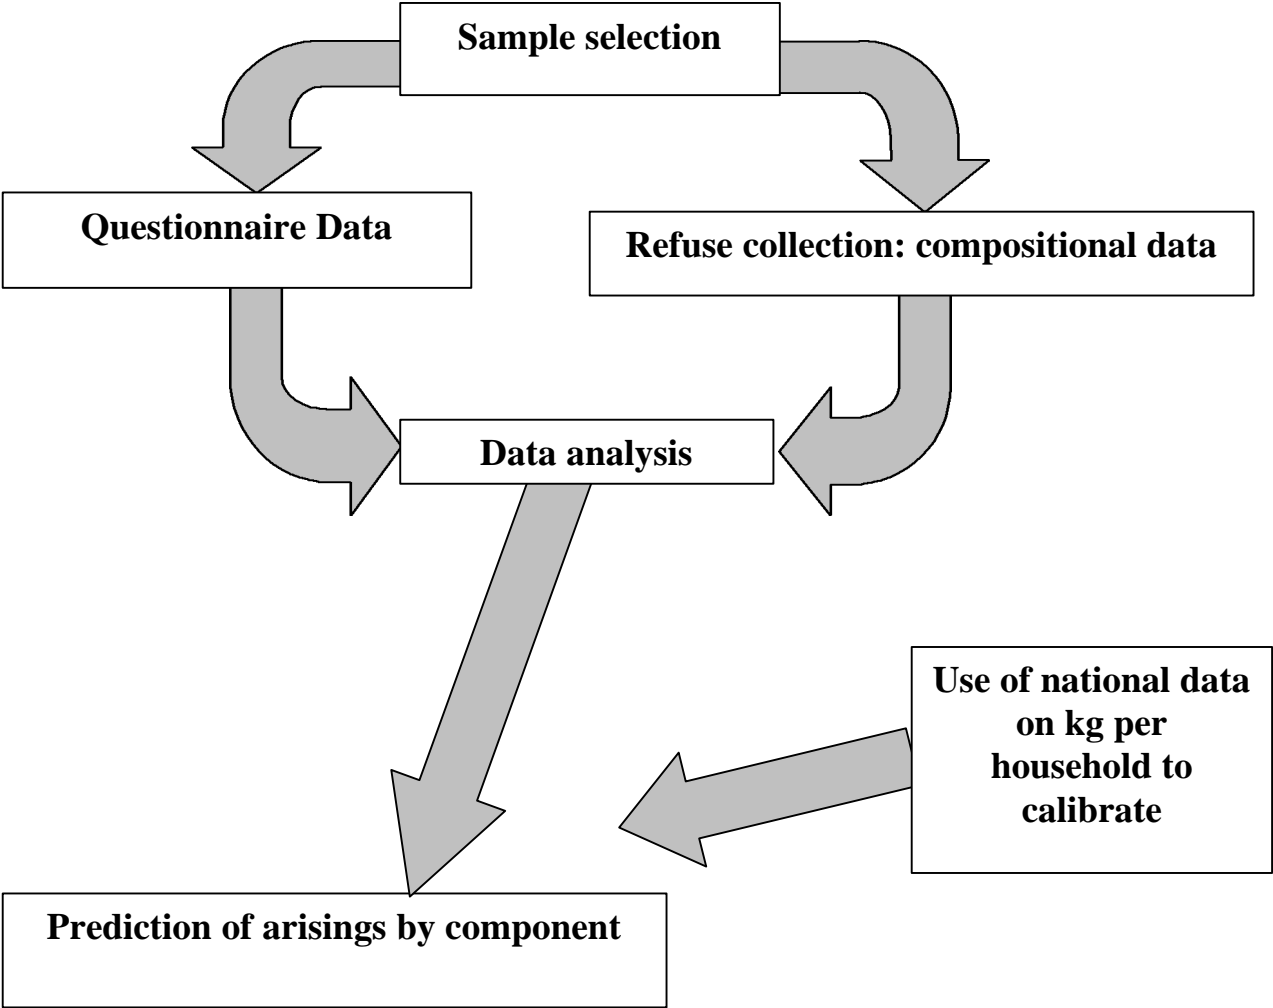 Sample selection
Questionnaire Data
Refuse collection: compositional data
Data analysis
Use of national data
on kg per
household to
calibrate
Prediction of arisings by component